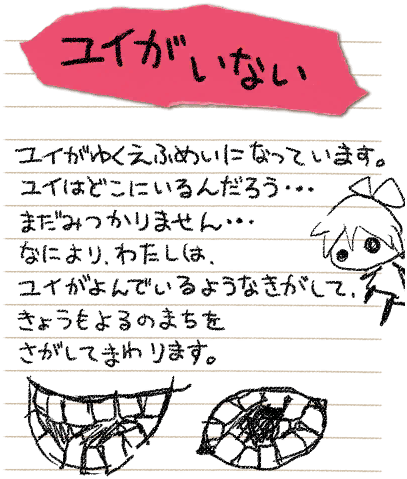 ユイがいない
ユイがゆくえふめいになっています。
ユイはどこにいるんだろう・・・
まだみつかりません・・・
なにより、わたしは、
ユイがよんでいるようなきがして、
きょうもよるのまちを
さがしてまわります。